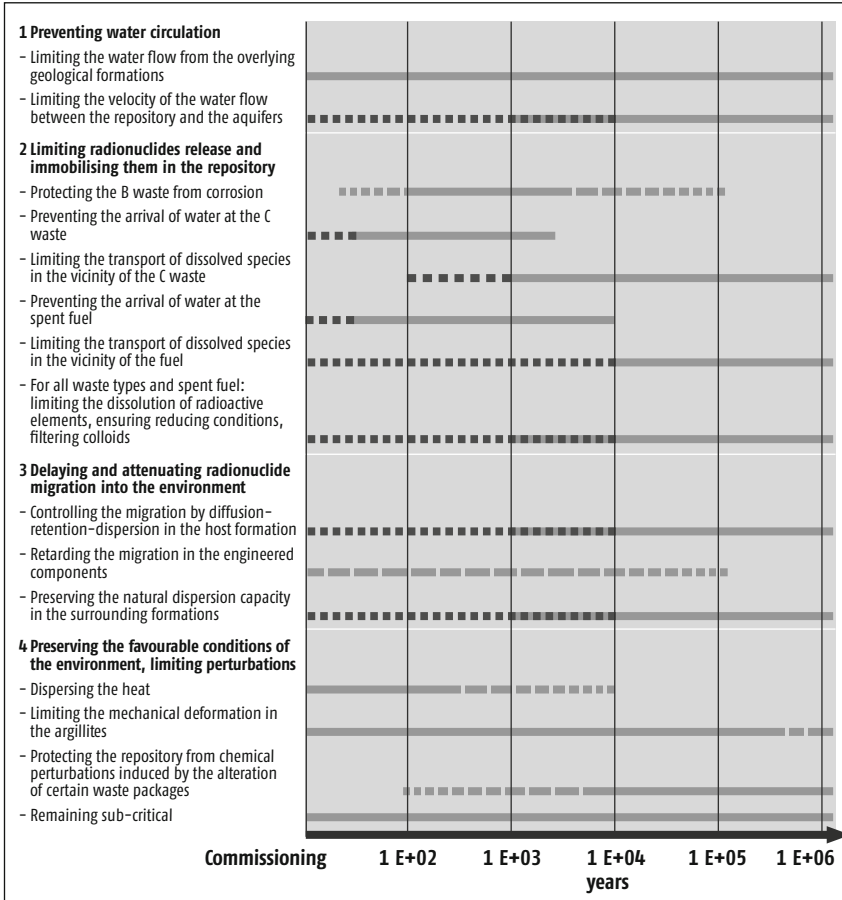 1 Preventing water circulation
– Limiting the water flow from the overlying
geological formations
– Limiting the velocity of the water flow
between the repository and the aquifers
2 Limiting radionuclides release and
immobilising them in the repository
– Protecting the B waste from corrosion
– Preventing the arrival of water at the C
waste
– Limiting the transport of dissolved species
in the vicinity of the C waste
– Preventing the arrival of water at the
spent fuel
– Limiting the transport of dissolved species
in the vicinity of the fuel
– For all waste types and spent fuel:
limiting the dissolution of radioactive
elements, ensuring reducing conditions,
filtering colloids
3 Delaying and attenuating radionuclide
migration into the environment
– Controlling the migration by diffusion–
retention–dispersion in the host formation
– Retarding the migration in the engineered
components
– Preserving the natural dispersion capacity
in the surrounding formations
4 Preserving the favourable conditions of
the environment, limiting perturbations
– Dispersing the heat
– Limiting the mechanical deformation in
the argillites
– Protecting the repository from chemical
perturbations induced by the alteration
of certain waste packages
– Remaining sub-critical
Commissioning 1 E+02 1 E+03 1 E+04 1 E+05 1 E+06
years